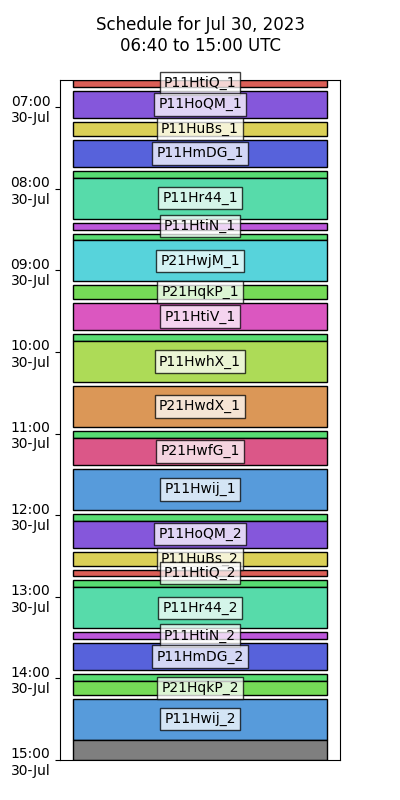 Schedule for Jul 30, 2023
06:40 to 15:00 UTC
P11HtiQ_1
07:00
30-Jul
P11HoQM_1
P11HuBs_1
P11HmDG_1
08:00
30-Jul
P11Hr44_1
P11HtiN_1
P21HwjM_1
09:00
30-Jul
P21HqkP_1
P11HtiV_1
10:00
30-Jul
P11HwhX_1
P21HwdX_1
11:00
30-Jul
P21HwfG_1
P11Hwij_1
12:00
30-Jul
P11HoQM_2
P11HuBs_2
P11HtiQ_2
13:00
30-Jul
P11Hr44_2
P11HtiN_2
P11HmDG_2
14:00
30-Jul
P21HqkP_2
P11Hwij_2
15:00
30-Jul